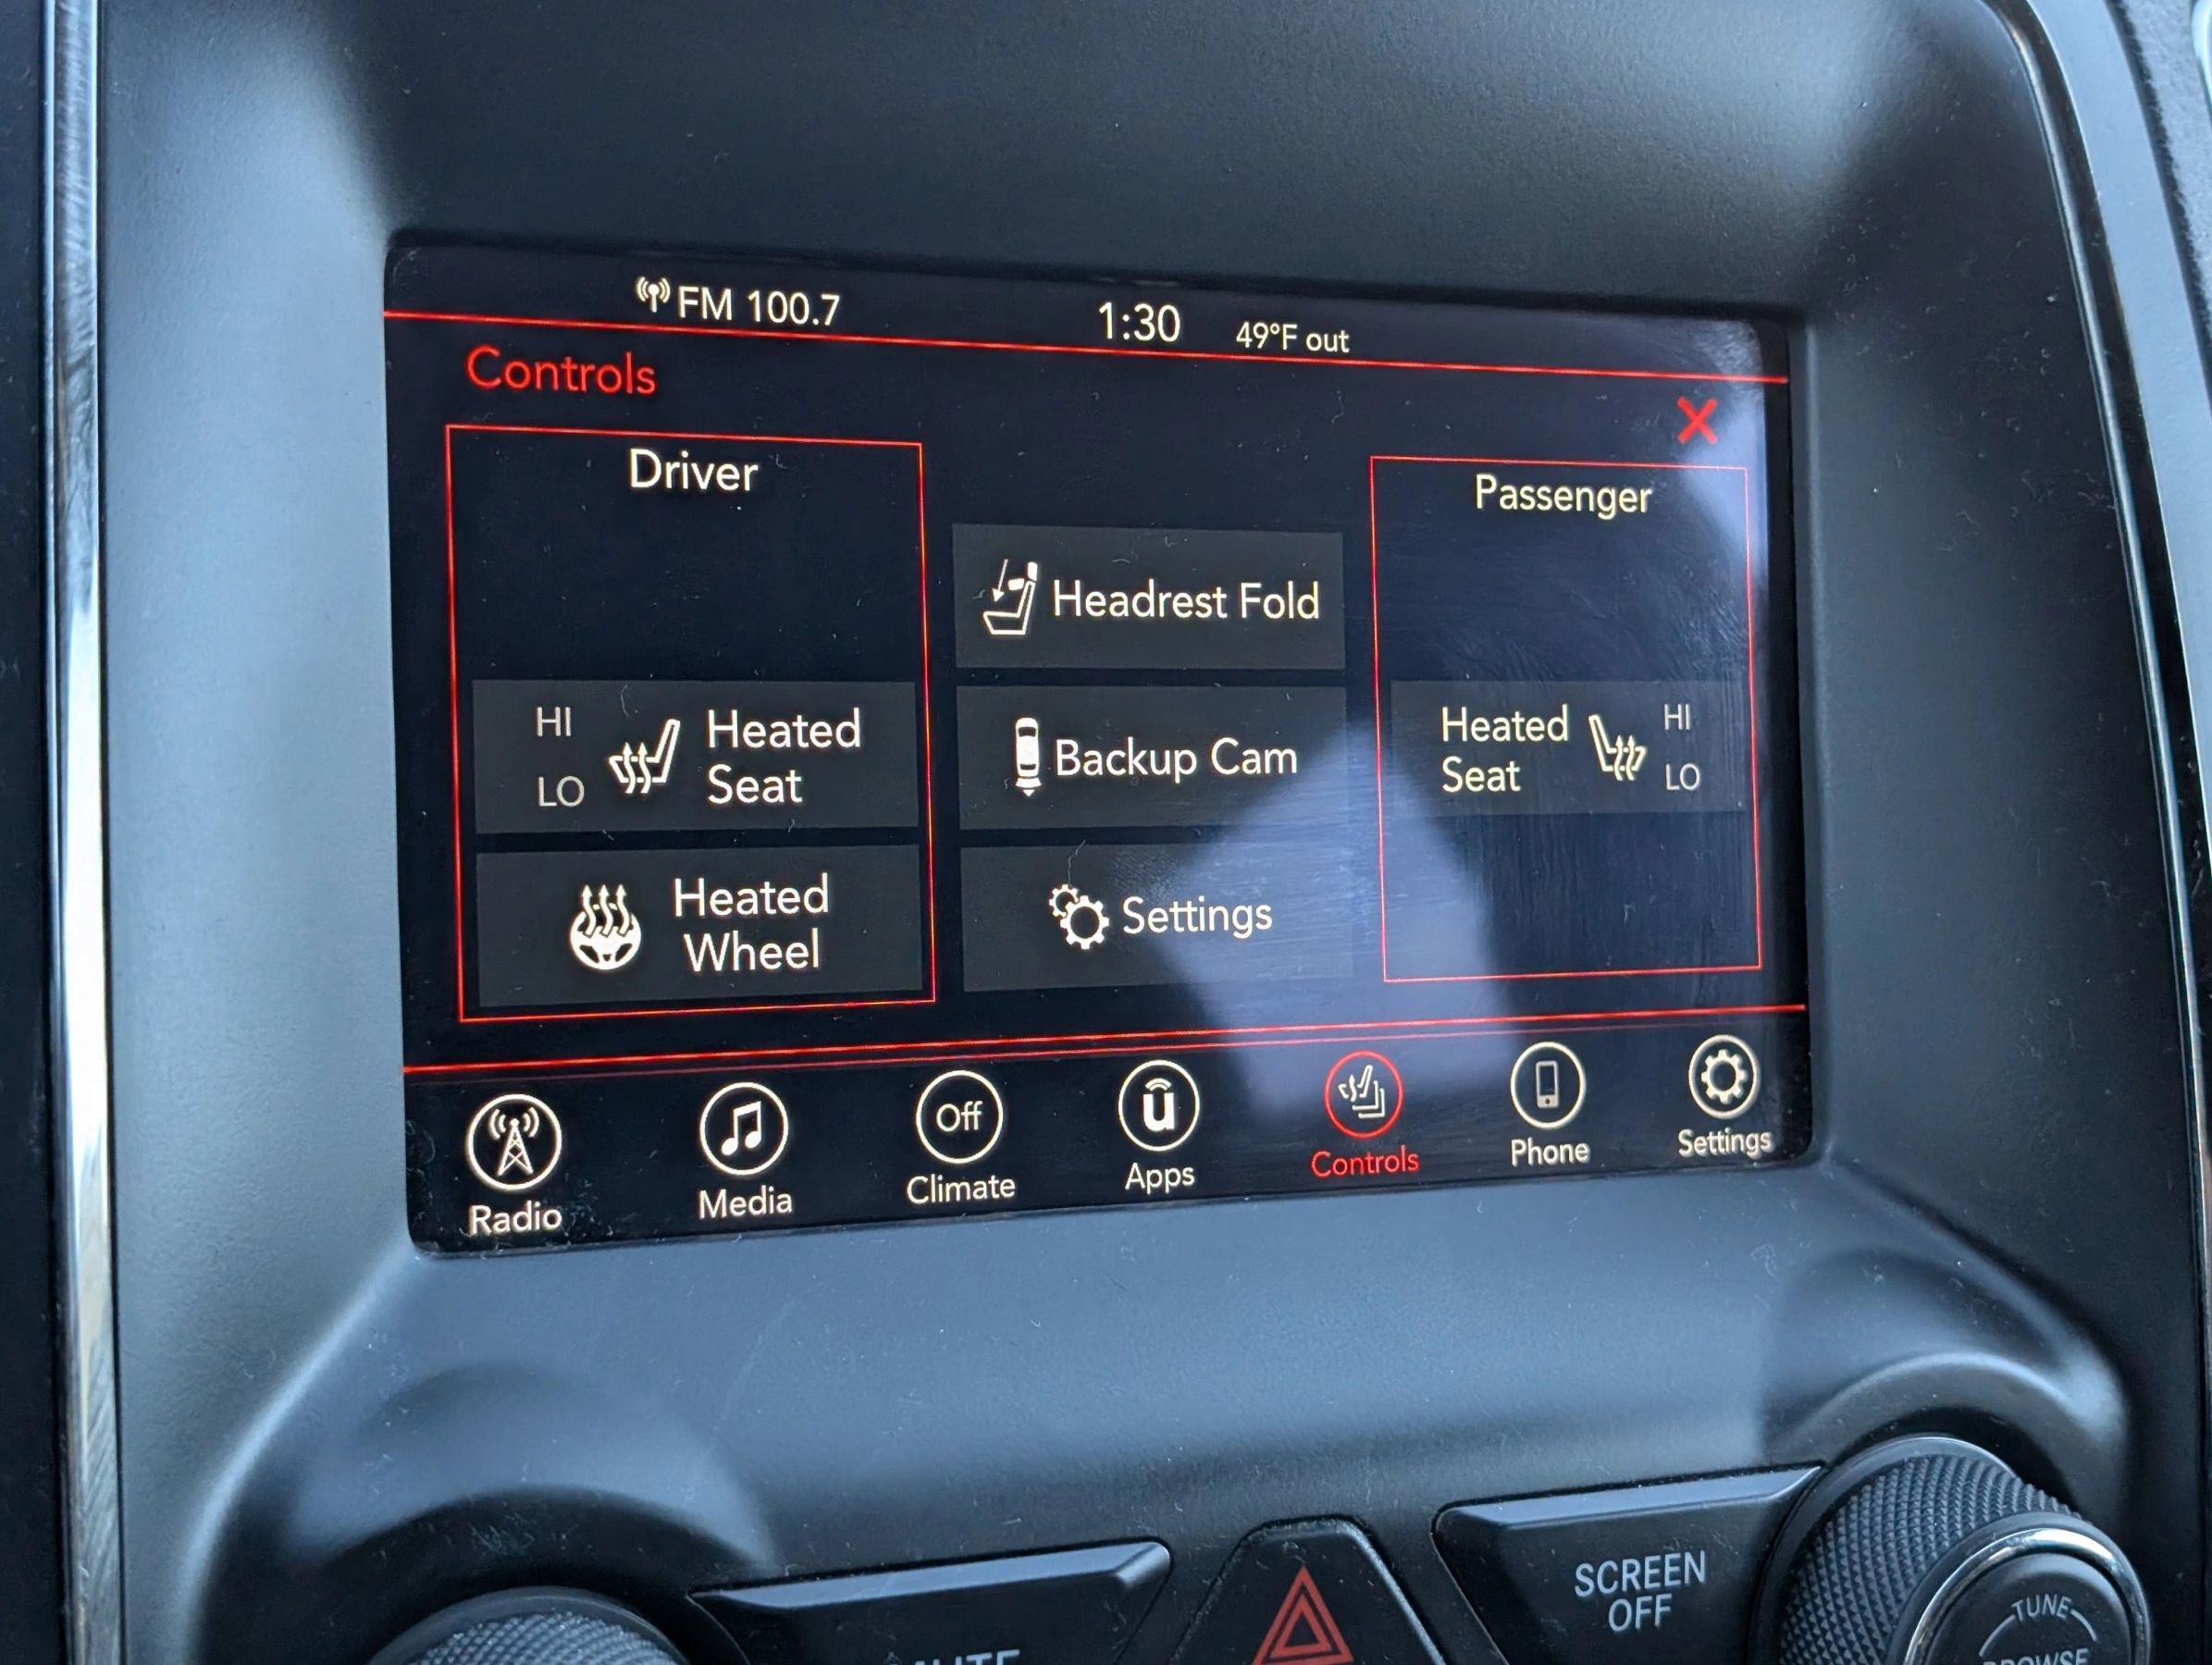 FM 100.7
1:30
49°F out
Controls
Driver
Passenger
Headrest Fold
HI
LO
Heated
Seat
Backup Cam
Heated
Seat
HI
LO
Heated
Wheel
Settings
Radio
Media
Off
Climate
Apps
Controls
Phone
Settings
SCREEN
OFF
TUNE
BROWSE